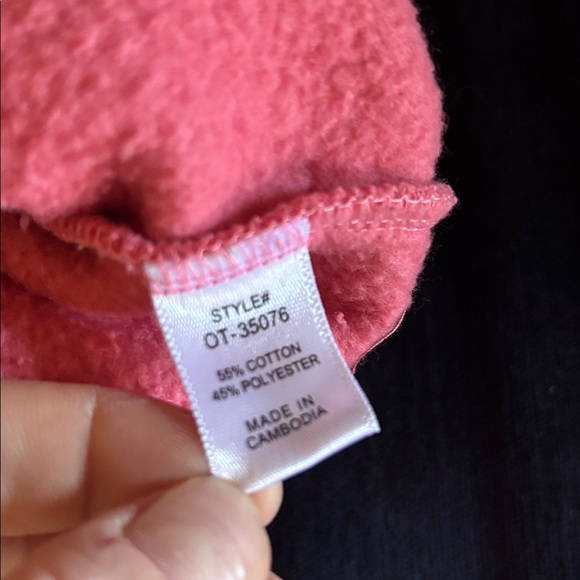 STYLE#
OT-35076
55% COTTON
45% POLYESTER
MADE IN
CAMBODIA